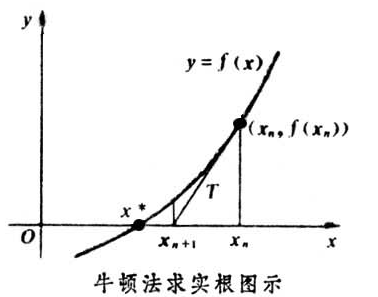 y
y = f (x)
(xₙ, f(xₙ))
T
x *
O
xₙ₊₁
xₙ
x
牛顿法求实根图示